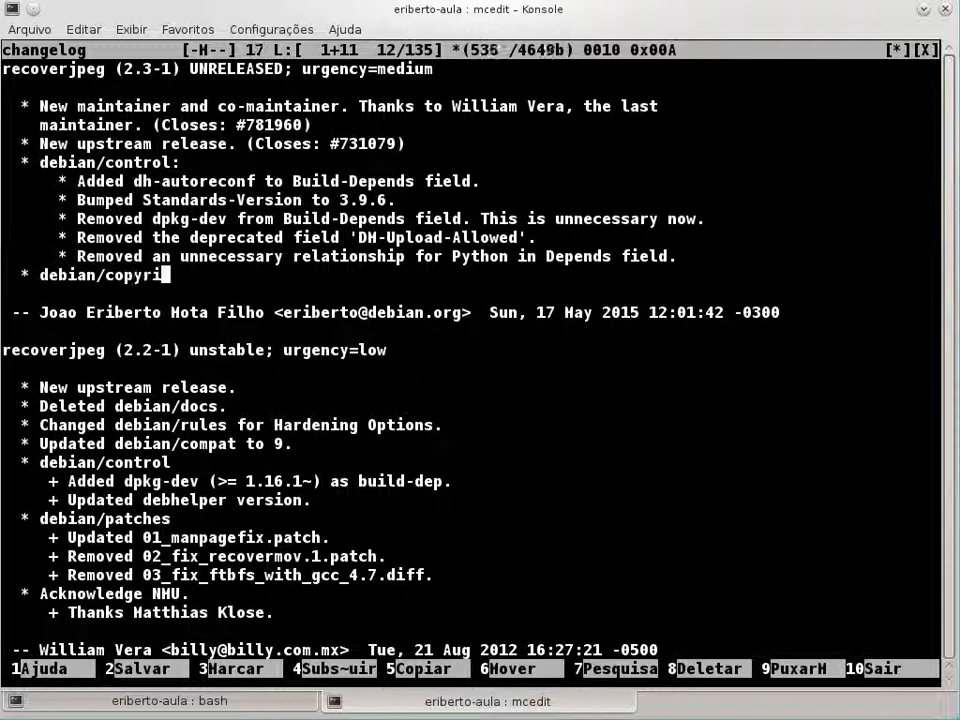 eriberto-aula : mcedit – Konsole
Arquivo Editar Exibir Favoritos Configurações Ajuda
changelog [-M--] 17 L:[ 1+11 12/135] *(536 /4649b) 0010 0x00A [*][X]
recoverjpeg (2.3-1) UNRELEASED; urgency=medium
* New maintainer and co-maintainer. Thanks to William Vera, the last
maintainer. (Closes: #781960)
* New upstream release. (Closes: #731079)
* debian/control:
* Added dh-autoreconf to Build-Depends field.
* Bumped Standards-Version to 3.9.6.
* Removed dpkg-dev from Build-Depends field. This is unnecessary now.
* Removed the deprecated field 'DM-Upload-Allowed'.
* Removed an unnecessary relationship for Python in Depends field.
* debian/copyri
-- Joao Eriberto Mota Filho <eriberto@debian.org> Sun, 17 May 2015 12:01:42 -0300
recoverjpeg (2.2-1) unstable; urgency=low
* New upstream release.
* Deleted debian/docs.
* Changed debian/rules for Hardening Options.
* Updated debian/compat to 9.
* debian/control
+ Added dpkg-dev (>= 1.16.1~) as build-dep.
+ Updated debhelper version.
* debian/patches
+ Updated 01_manpagefix.patch.
+ Removed 02_fix_recovermov.1.patch.
+ Removed 03_fix_ftbfs_with_gcc_4.7.diff.
* Acknowledge NMU.
+ Thanks Matthias Klose.
-- William Vera <billy@billy.com.mx> Tue, 21 Aug 2012 16:27:21 -0500
1Ajuda 2Salvar 3Marcar 4Subs~uir 5Copiar 6Mover 7Pesquisa 8Deletar 9PuxarM 10Sair
eriberto-aula : bash eriberto-aula : mcedit